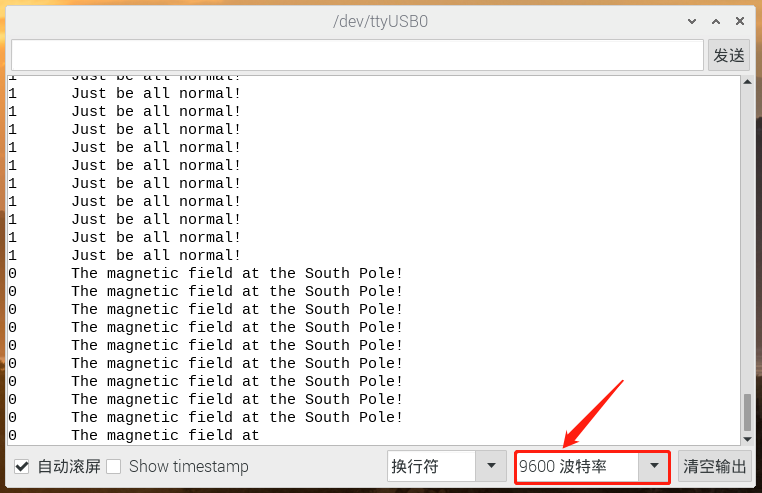 /dev/ttyUSB0
发送
1 Just be all normal!
1 Just be all normal!
1 Just be all normal!
1 Just be all normal!
1 Just be all normal!
1 Just be all normal!
1 Just be all normal!
1 Just be all normal!
1 Just be all normal!
1 Just be all normal!
1 Just be all normal!
0 The magnetic field at the South Pole!
0 The magnetic field at the South Pole!
0 The magnetic field at the South Pole!
0 The magnetic field at the South Pole!
0 The magnetic field at the South Pole!
0 The magnetic field at the South Pole!
0 The magnetic field at the South Pole!
0 The magnetic field at the South Pole!
0 The magnetic field at the South Pole!
0 The magnetic field at
自动滚屏 Show timestamp 换行符 9600 波特率 清空输出